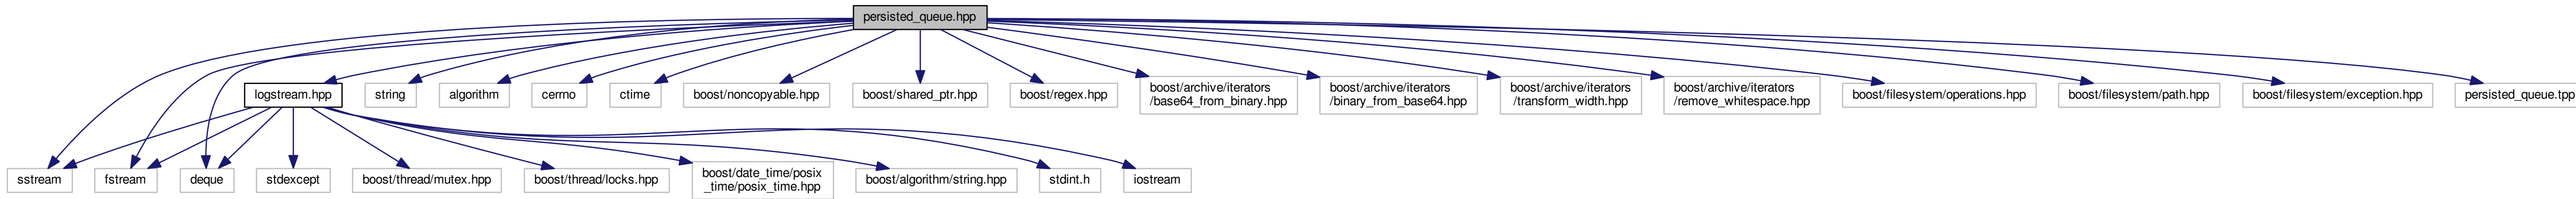 persisted_queue.hpp
logstream.hpp
string
algorithm
cerrno
ctime
boost/noncopyable.hpp
boost/shared_ptr.hpp
boost/regex.hpp
boost/archive/iterators
/base64_from_binary.hpp
boost/archive/iterators
/binary_from_base64.hpp
boost/archive/iterators
/transform_width.hpp
boost/archive/iterators
/remove_whitespace.hpp
boost/filesystem/operations.hpp
boost/filesystem/path.hpp
boost/filesystem/exception.hpp
persisted_queue.tpp
sstream
fstream
deque
stdexcept
boost/thread/mutex.hpp
boost/thread/locks.hpp
boost/date_time/posix
_time/posix_time.hpp
boost/algorithm/string.hpp
stdint.h
iostream